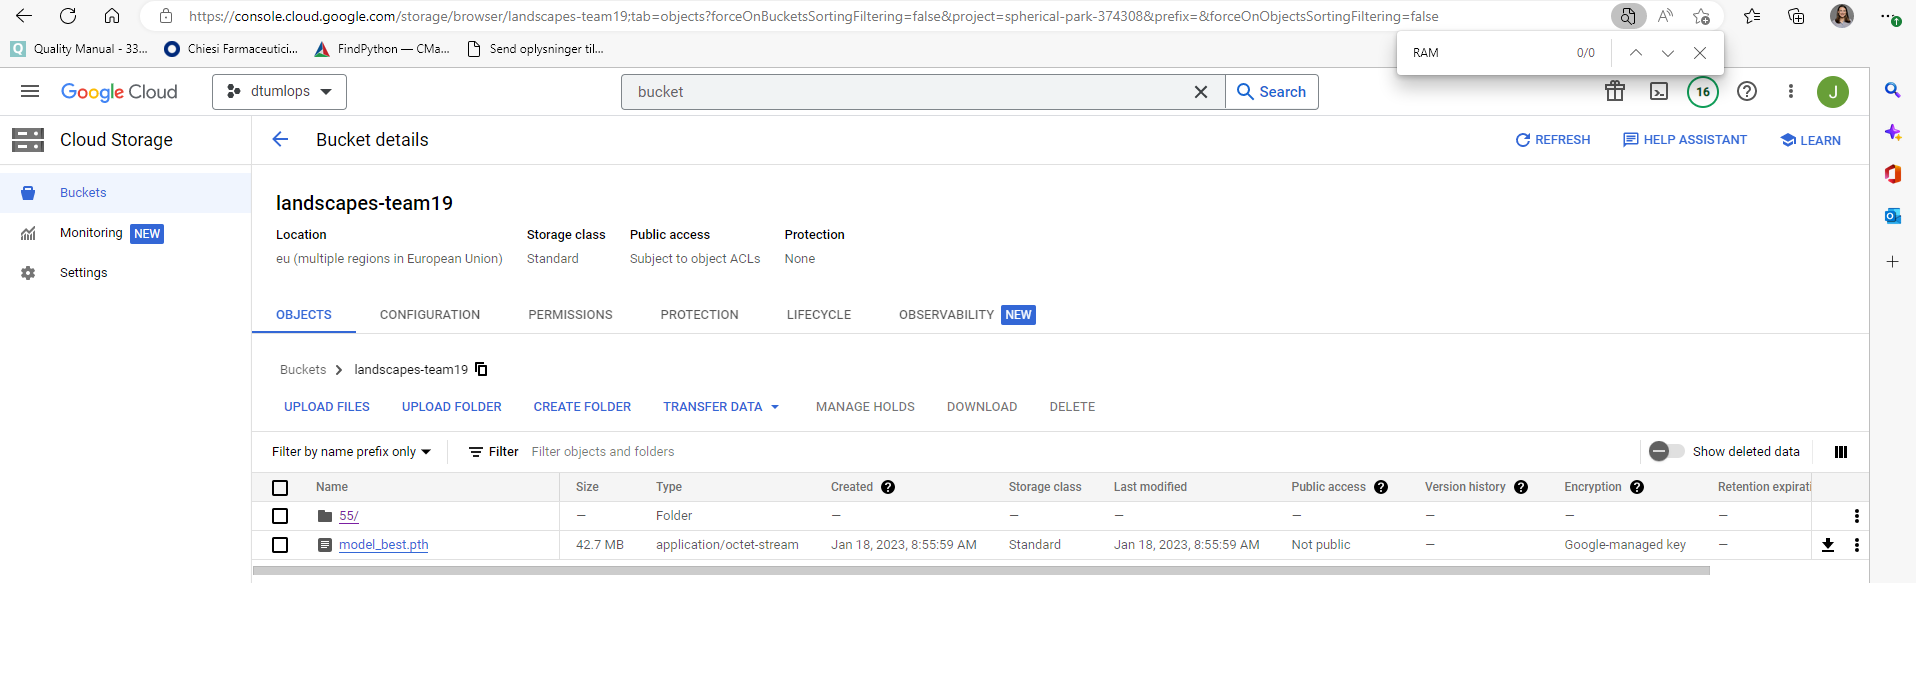 https://console.cloud.google.com/storage/browser/landscapes-team19;tab=objects?forceOnBucketsSortingFiltering=false&project=spherical-park-374308&prefix=&forceOnObjectsSortingFiltering=false
Quality Manual - 33... Chiesi Farmaceutici... FindPython — CMa... Send oplysninger til...
RAM 0/0
Google Cloud dtumlops bucket Search 16 J
Cloud Storage Bucket details REFRESH HELP ASSISTANT LEARN
Buckets
Monitoring NEW
Settings
landscapes-team19
Location Storage class Public access Protection
eu (multiple regions in European Union) Standard Subject to object ACLs None
OBJECTS CONFIGURATION PERMISSIONS PROTECTION LIFECYCLE OBSERVABILITY NEW
Buckets > landscapes-team19
UPLOAD FILES UPLOAD FOLDER CREATE FOLDER TRANSFER DATA MANAGE HOLDS DOWNLOAD DELETE
Filter by name prefix only Filter Filter objects and folders Show deleted data
Name Size Type Created Storage class Last modified Public access Version history Encryption Retention expirati
55/ — Folder — — — — — — —
model_best.pth 42.7 MB application/octet-stream Jan 18, 2023, 8:55:59 AM Standard Jan 18, 2023, 8:55:59 AM Not public — Google-managed key —